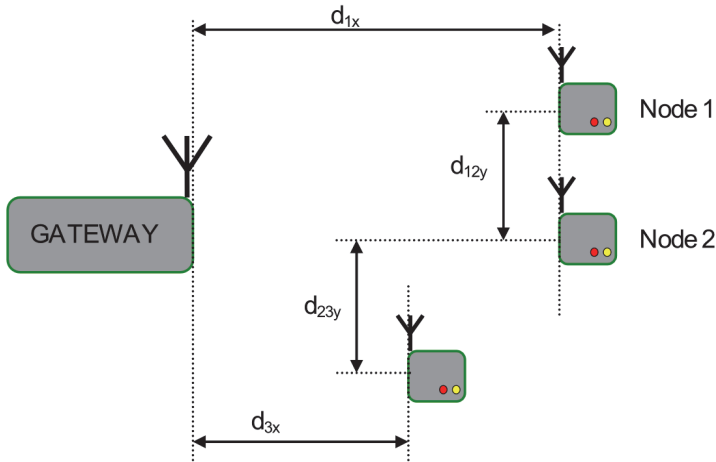 d1x
Node 1
d12y
GATEWAY
Node 2
d23y
d3x